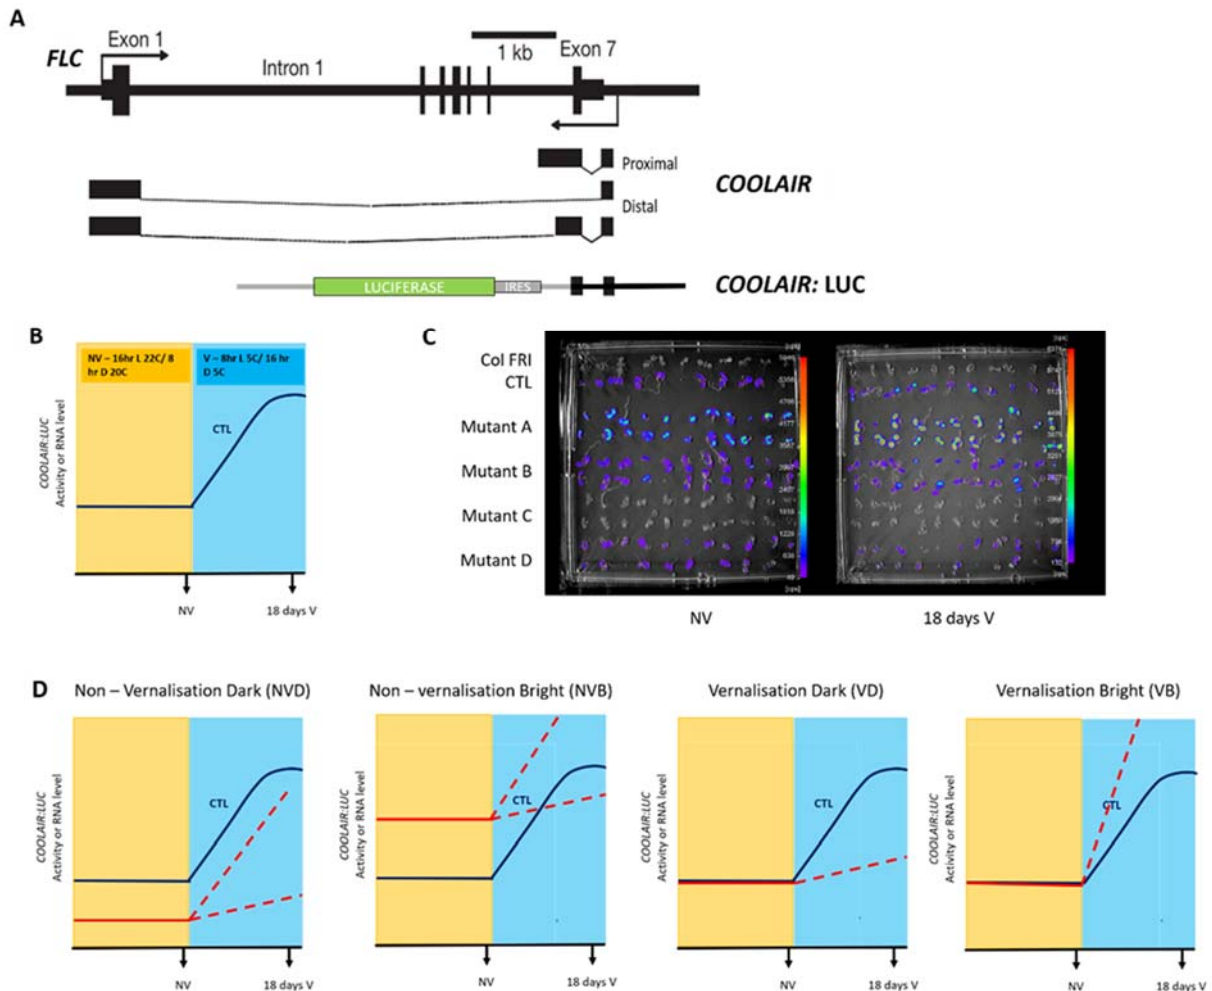 A
Exon 1
FLC
Intron 1
1 kb
Exon 7
Proximal
COOLAIR
Distal
LUCIFERASE
IRES
COOLAIR: LUC
B
NV – 16hr L 22C/ 8
hr D 20C
V – 8hr L 5C/ 16 hr
D 5C
CTL
COOLAIR:LUC
Activity or RNA level
NV
18 days V
C
Col FRI
CTL
Mutant A
Mutant B
Mutant C
Mutant D
NV
18 days V
D
Non – Vernalisation Dark (NVD)
CTL
COOLAIR:LUC
Activity or RNA level
NV
18 days V
Non – vernalisation Bright (NVB)
CTL
COOLAIR:LUC
Activity or RNA level
NV
18 days V
Vernalisation Dark (VD)
CTL
COOLAIR:LUC
Activity or RNA level
NV
18 days V
Vernalisation Bright (VB)
CTL
COOLAIR:LUC
Activity or RNA level
NV
18 days V